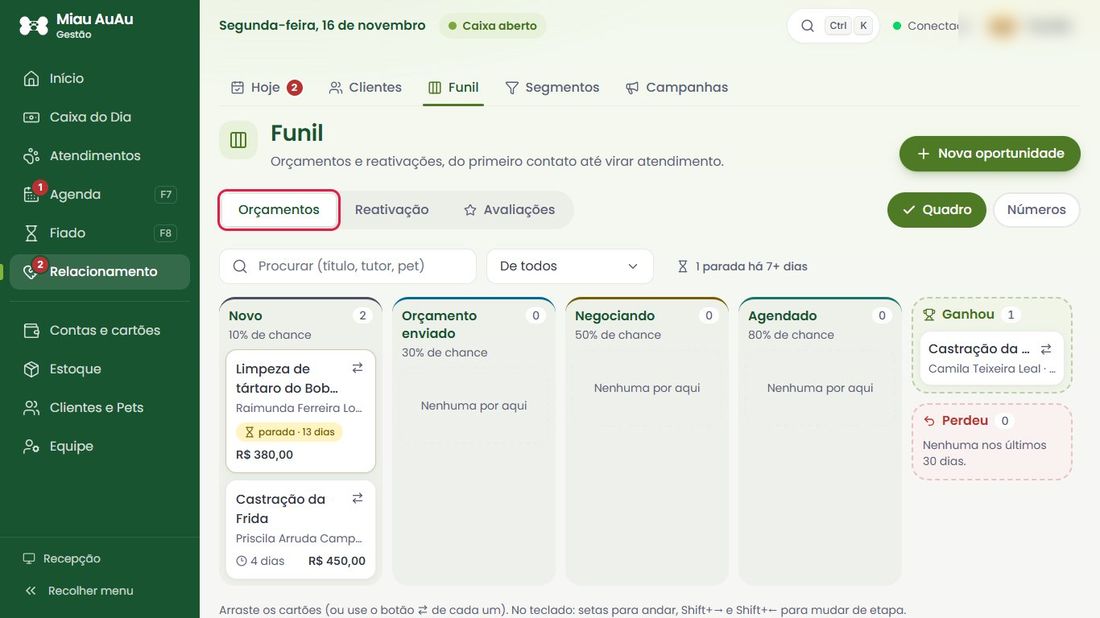 Miau AuAu
Gestão
Início
Caixa do Dia
Atendimentos
1
Agenda F7
Fiado F8
2
Relacionamento
Contas e cartões
Estoque
Clientes e Pets
Equipe
Recepção
Recolher menu
Segunda-feira, 16 de novembro Caixa aberto Ctrl K
Hoje 2 Clientes Funil Segmentos Campanhas
Funil
Orçamentos e reativações, do primeiro contato até virar atendimento.
Nova oportunidade
Orçamentos Reativação Avaliações Quadro Números
Procurar (título, tutor, pet) De todos 1 parada há 7+ dias
Novo 2
10% de chance
Limpeza de
tártaro do Bob...
Raimunda Ferreira Lo...
parada · 13 dias
R$ 380,00
Castração da
Frida
Priscila Arruda Camp...
4 dias R$ 450,00
Orçamento
enviado 0
30% de chance
Nenhuma por aqui
Negociando 0
50% de chance
Nenhuma por aqui
Agendado 0
80% de chance
Nenhuma por aqui
Ganhou 1
Castração da ...
Camila Teixeira Leal · ...
Perdeu 0
Nenhuma nos últimos
30 dias.
Arraste os cartões (ou use o botão ⇄ de cada um). No teclado: setas para andar, Shift+→ e Shift+← para mudar de etapa.